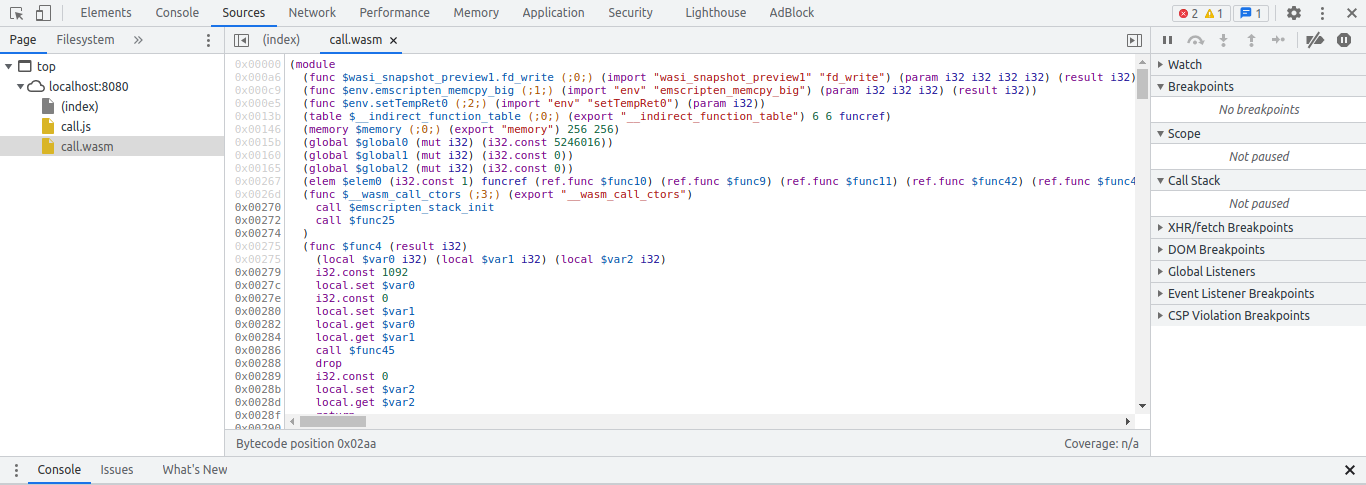 Elements Console Sources Network Performance Memory Application Security Lighthouse AdBlock 2 1 1
Page Filesystem » (index) call.wasm
top
localhost:8080
(index)
call.js
call.wasm
0x00000 (module
0x000a6 (func $wasi_snapshot_preview1.fd_write (;0;) (import "wasi_snapshot_preview1" "fd_write") (param i32 i32 i32 i32) (result i32)
0x000c9 (func $env.emscripten_memcpy_big (;1;) (import "env" "emscripten_memcpy_big") (param i32 i32 i32) (result i32))
0x000e5 (func $env.setTempRet0 (;2;) (import "env" "setTempRet0") (param i32))
0x0013b (table $__indirect_function_table (;0;) (export "__indirect_function_table") 6 6 funcref)
0x00146 (memory $memory (;0;) (export "memory") 256 256)
0x0015b (global $global0 (mut i32) (i32.const 5246016))
0x00160 (global $global1 (mut i32) (i32.const 0))
0x00165 (global $global2 (mut i32) (i32.const 0))
0x00267 (elem $elem0 (i32.const 1) funcref (ref.func $func10) (ref.func $func9) (ref.func $func11) (ref.func $func42) (ref.func $func4
0x0026d (func $__wasm_call_ctors (;3;) (export "__wasm_call_ctors")
0x00270 call $emscripten_stack_init
0x00272 call $func25
0x00274 )
0x00275 (func $func4 (result i32)
0x00275 (local $var0 i32) (local $var1 i32) (local $var2 i32)
0x00279 i32.const 1092
0x0027c local.set $var0
0x0027e i32.const 0
0x00280 local.set $var1
0x00282 local.get $var0
0x00284 local.get $var1
0x00286 call $func45
0x00288 drop
0x00289 i32.const 0
0x0028b local.set $var2
0x0028d local.get $var2
0x0028f return
0x00290
Bytecode position 0x02aa Coverage: n/a
Watch
Breakpoints
No breakpoints
Scope
Not paused
Call Stack
Not paused
XHR/fetch Breakpoints
DOM Breakpoints
Global Listeners
Event Listener Breakpoints
CSP Violation Breakpoints
Console Issues What's New